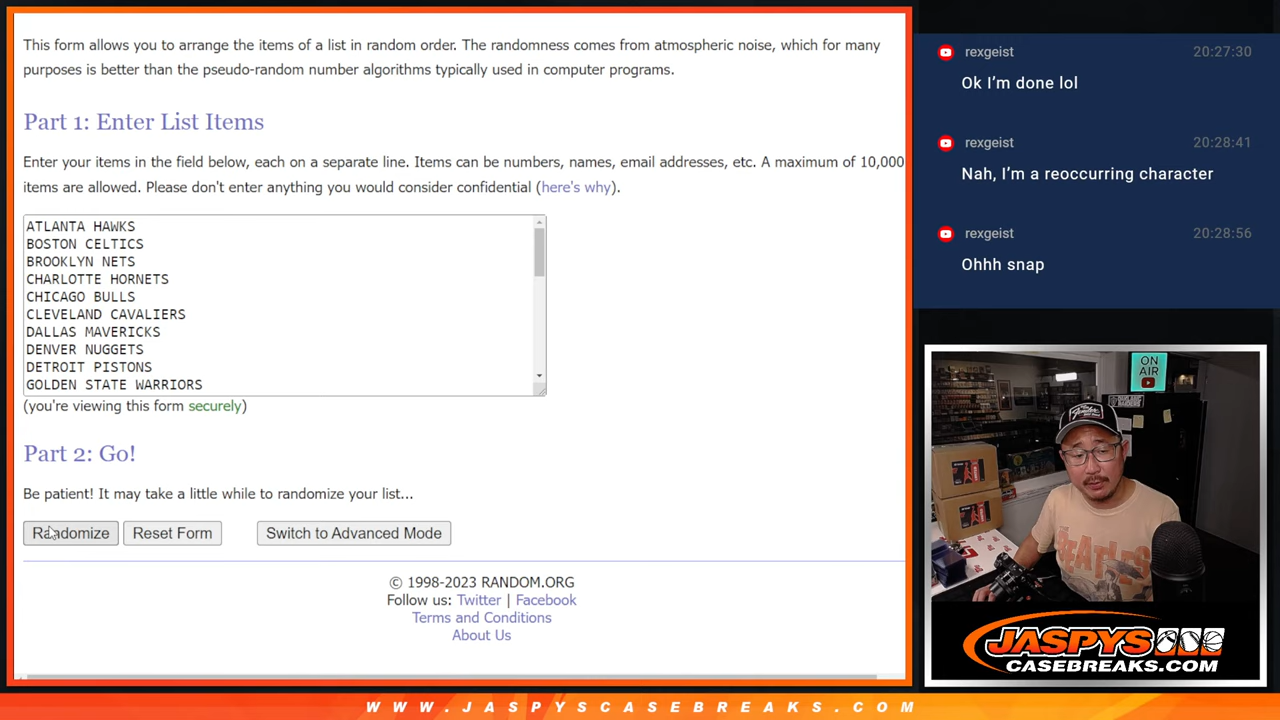 This form allows you to arrange the items of a list in random order. The randomness comes from atmospheric noise, which for many
purposes is better than the pseudo-random number algorithms typically used in computer programs.
Part 1: Enter List Items
Enter your items in the field below, each on a separate line. Items can be numbers, names, email addresses, etc. A maximum of 10,000
items are allowed. Please don't enter anything you would consider confidential (here's why).
ATLANTA HAWKS
BOSTON CELTICS
BROOKLYN NETS
CHARLOTTE HORNETS
CHICAGO BULLS
CLEVELAND CAVALIERS
DALLAS MAVERICKS
DENVER NUGGETS
DETROIT PISTONS
GOLDEN STATE WARRIORS
(you're viewing this form securely)
Part 2: Go!
Be patient! It may take a little while to randomize your list...
Randomize Reset Form Switch to Advanced Mode
© 1998-2023 RANDOM.ORG
Follow us: Twitter | Facebook
Terms and Conditions
About Us
rexgeist 20:27:30
Ok I’m done lol
rexgeist 20:28:41
Nah, I’m a reoccurring character
rexgeist 20:28:56
Ohhh snap
ON
AIR
JASPYS
CASEBREAKS.COM
WWW.JASPYSCASEBREAKS.COM